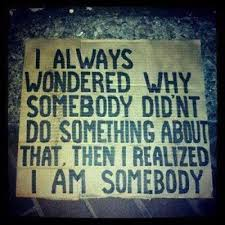 I ALWAYS
WONDERED WHY
SOMEBODY DID'NT
DO SOMETHING ABOUT
THAT, THEN I REALIZED
I AM SOMEBODY